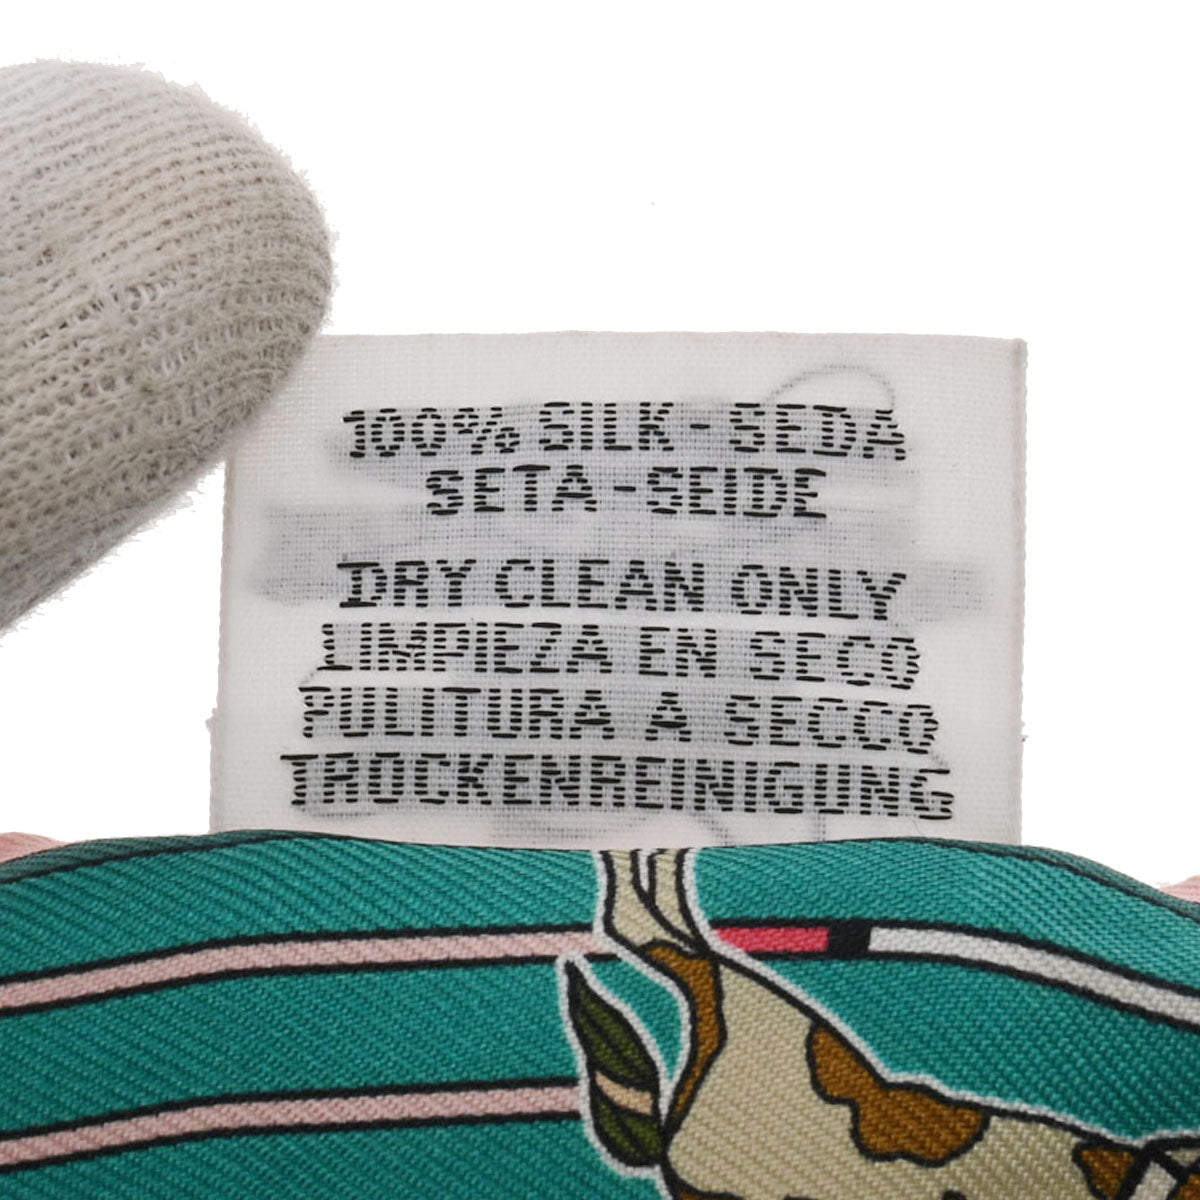 100% SILK - SEDA
SETA - SEIDE
DRY CLEAN ONLY
LIMPIEZA EN SECO
PULITURA A SECCO
TROCKENREINIGUNG